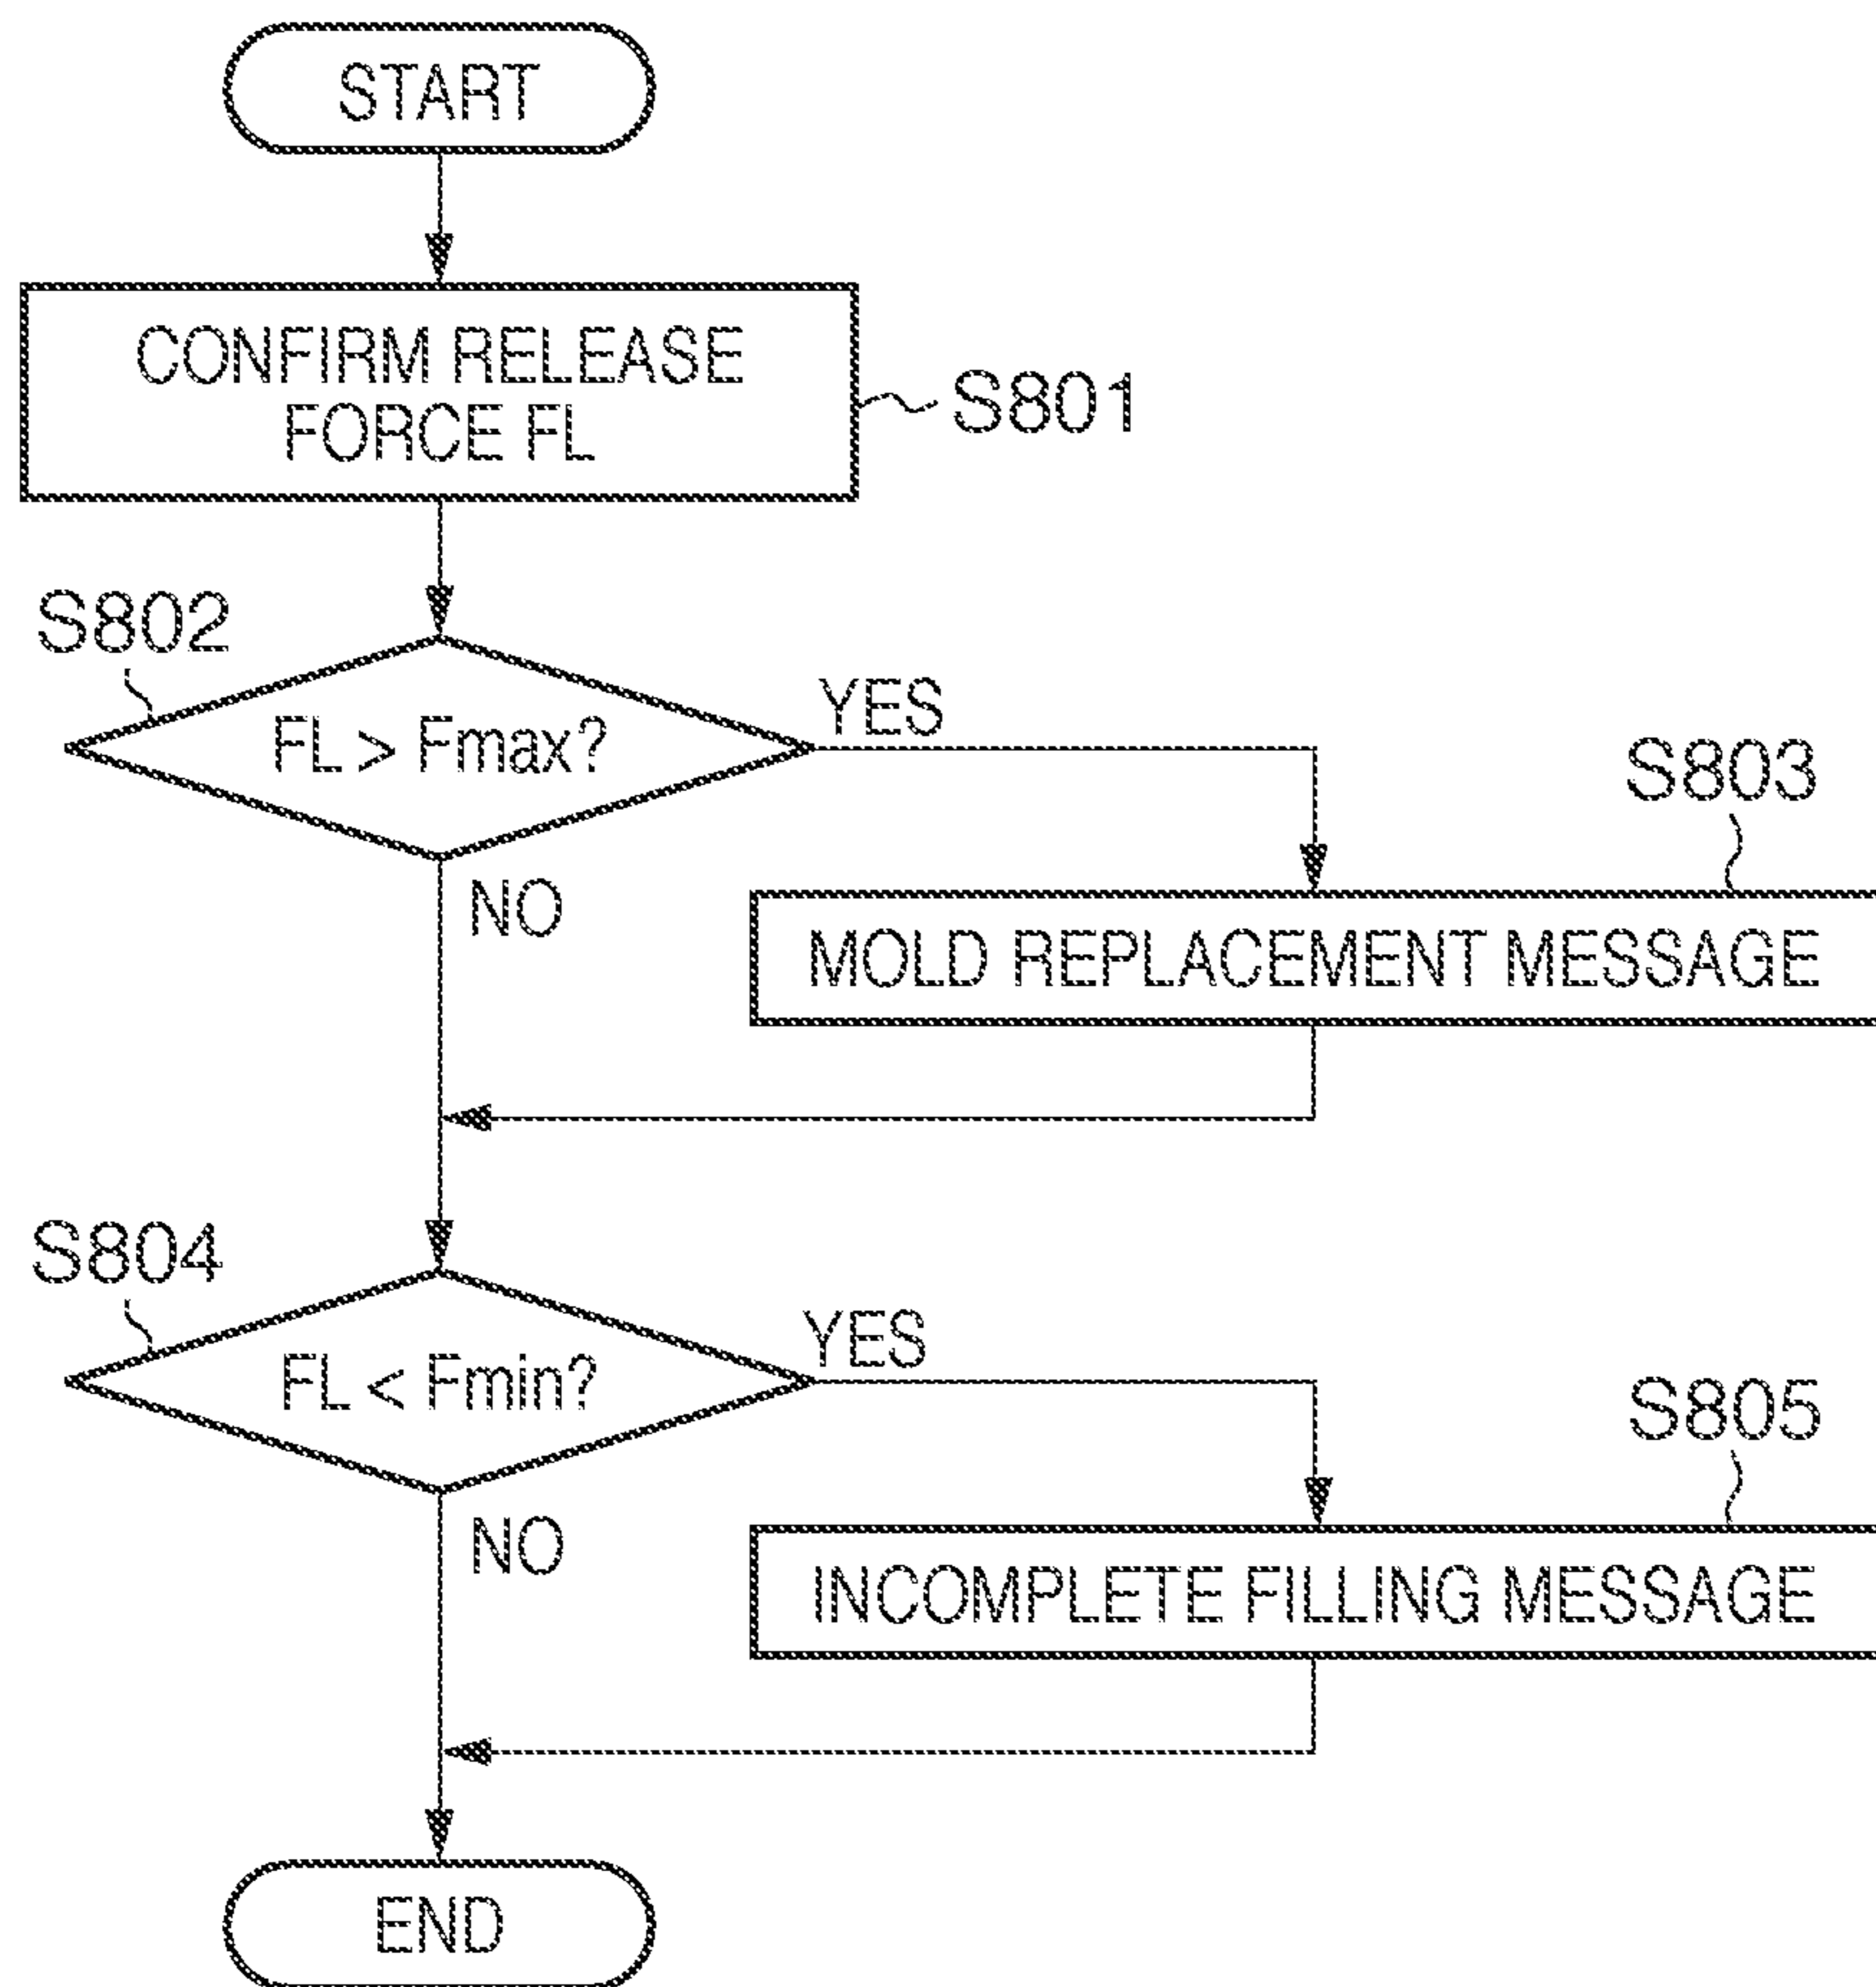 START
CONFIRM RELEASE
FORCE FL
S801
S802
FL > Fmax?
YES
NO
S803
MOLD REPLACEMENT MESSAGE
S804
FL < Fmin?
YES
NO
S805
INCOMPLETE FILLING MESSAGE
END